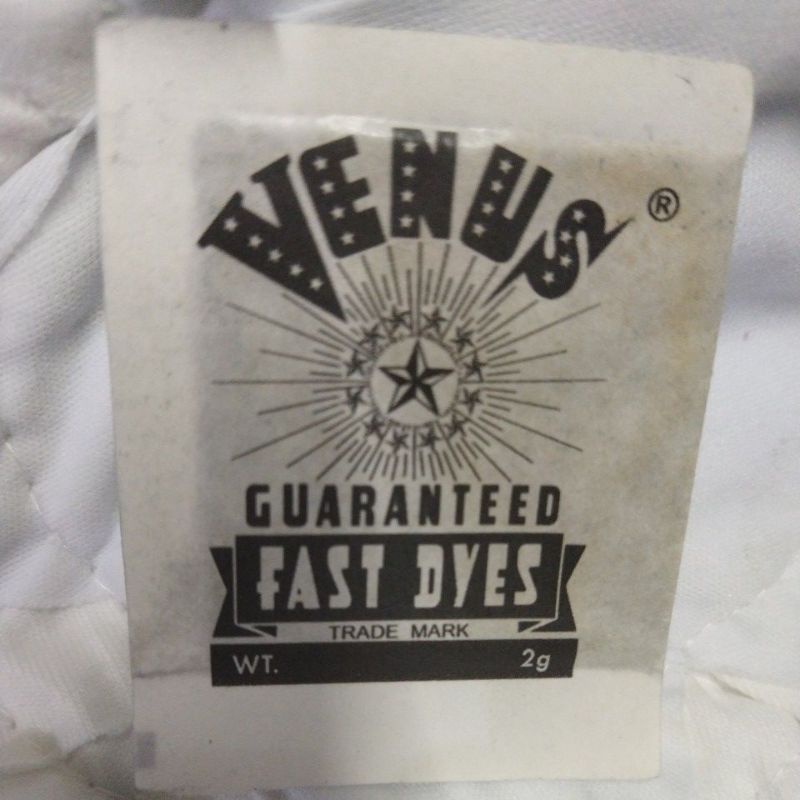 VENUS ®
GUARANTEED
FAST DYES
TRADE MARK
WT. 2g